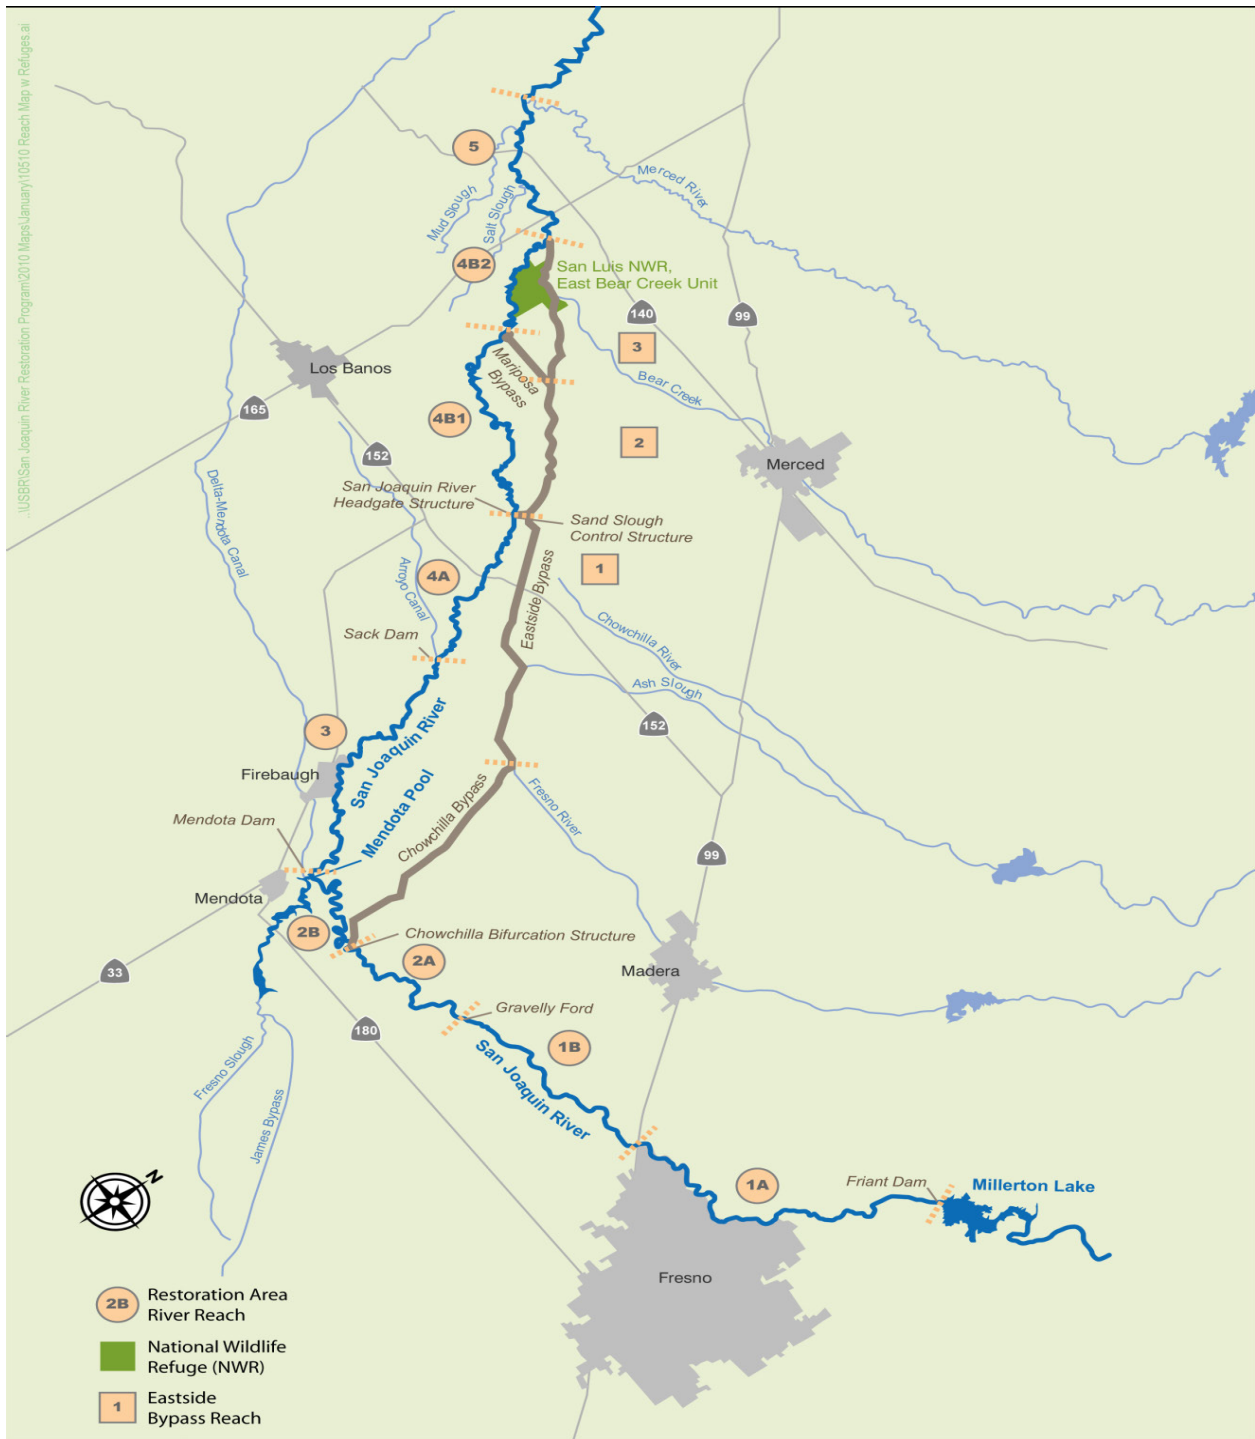 ..\USBR\San Joaquin River Restoration Program\2010 Maps\January\10510 Reach Map w Refuges.ai
5
Merced River
Mud Slough
Salt Slough
4B2
San Luis NWR,
East Bear Creek Unit
140
99
3
Mariposa
Bypass
Los Banos
Bear Creek
165
4B1
2
152
Merced
San Joaquin River
Headgate Structure
Delta-Mendota Canal
Sand Slough
Control Structure
Arroyo Canal
4A
Eastside Bypass
1
Chowchilla River
Sack Dam
Ash Slough
3
San Joaquin River
152
Firebaugh
Mendota Pool
Chowchilla Bypass
Fresno River
Mendota Dam
99
Mendota
2B
Chowchilla Bifurcation Structure
2A
Madera
33
Gravelly Ford
180
1B
San Joaquin River
Fresno Slough
James Bypass
N
1A
Friant Dam
Millerton Lake
Fresno
2B
Restoration Area
River Reach
National Wildlife
Refuge (NWR)
1
Eastside
Bypass Reach